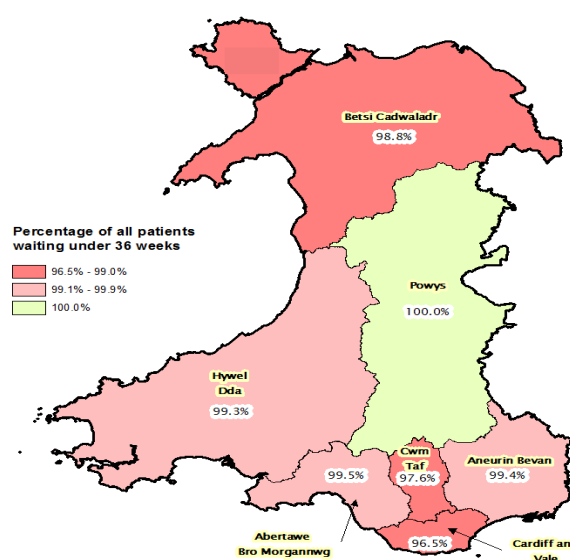 Betsi Cadwaladr
98.8%
Percentage of all patients
waiting under 36 weeks
96.5% - 99.0%
99.1% - 99.9%
100.0%
Powys
100.0%
Hywel
Dda
99.3%
Cwm
Taf
97.6%
99.5%
Aneurin Bevan
99.4%
Abertawe
Bro Morgannwg
96.5%
Cardiff an
Vale